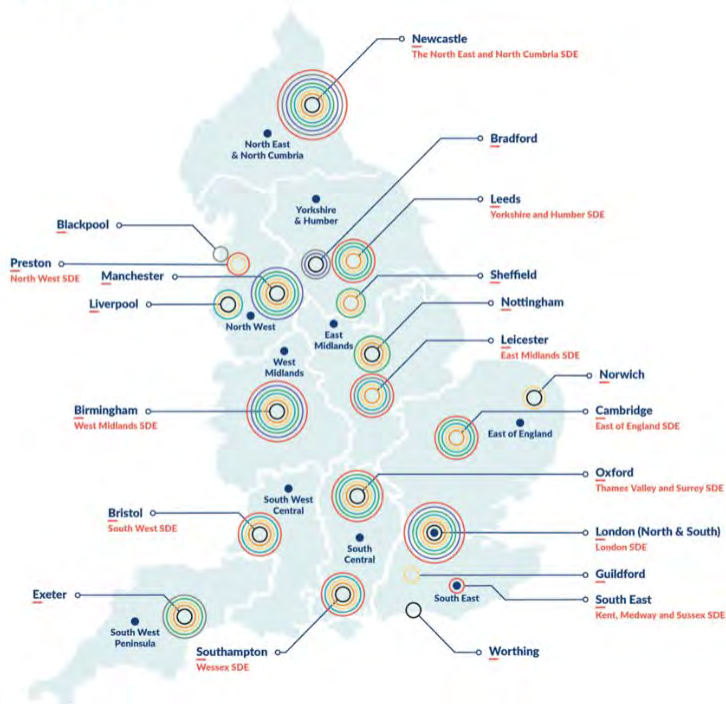 Newcastle
The North East and North Cumbria SDE
North East
& North Cumbria
Bradford
Yorkshire
& Humber
Leeds
Yorkshire and Humber SDE
Blackpool
Preston
North West SDE
Manchester
Sheffield
Liverpool
Nottingham
North West
East
Midlands
Leicester
East Midlands SDE
West
Midlands
Norwich
Birmingham
West Midlands SDE
Cambridge
East of England SDE
East of England
Oxford
Thames Valley and Surrey SDE
South West
Central
Bristol
South West SDE
London (North & South)
London SDE
South
Central
Guildford
Exeter
South East
South East
Kent, Medway and Sussex SDE
South West
Peninsula
Southampton
Wessex SDE
Worthing